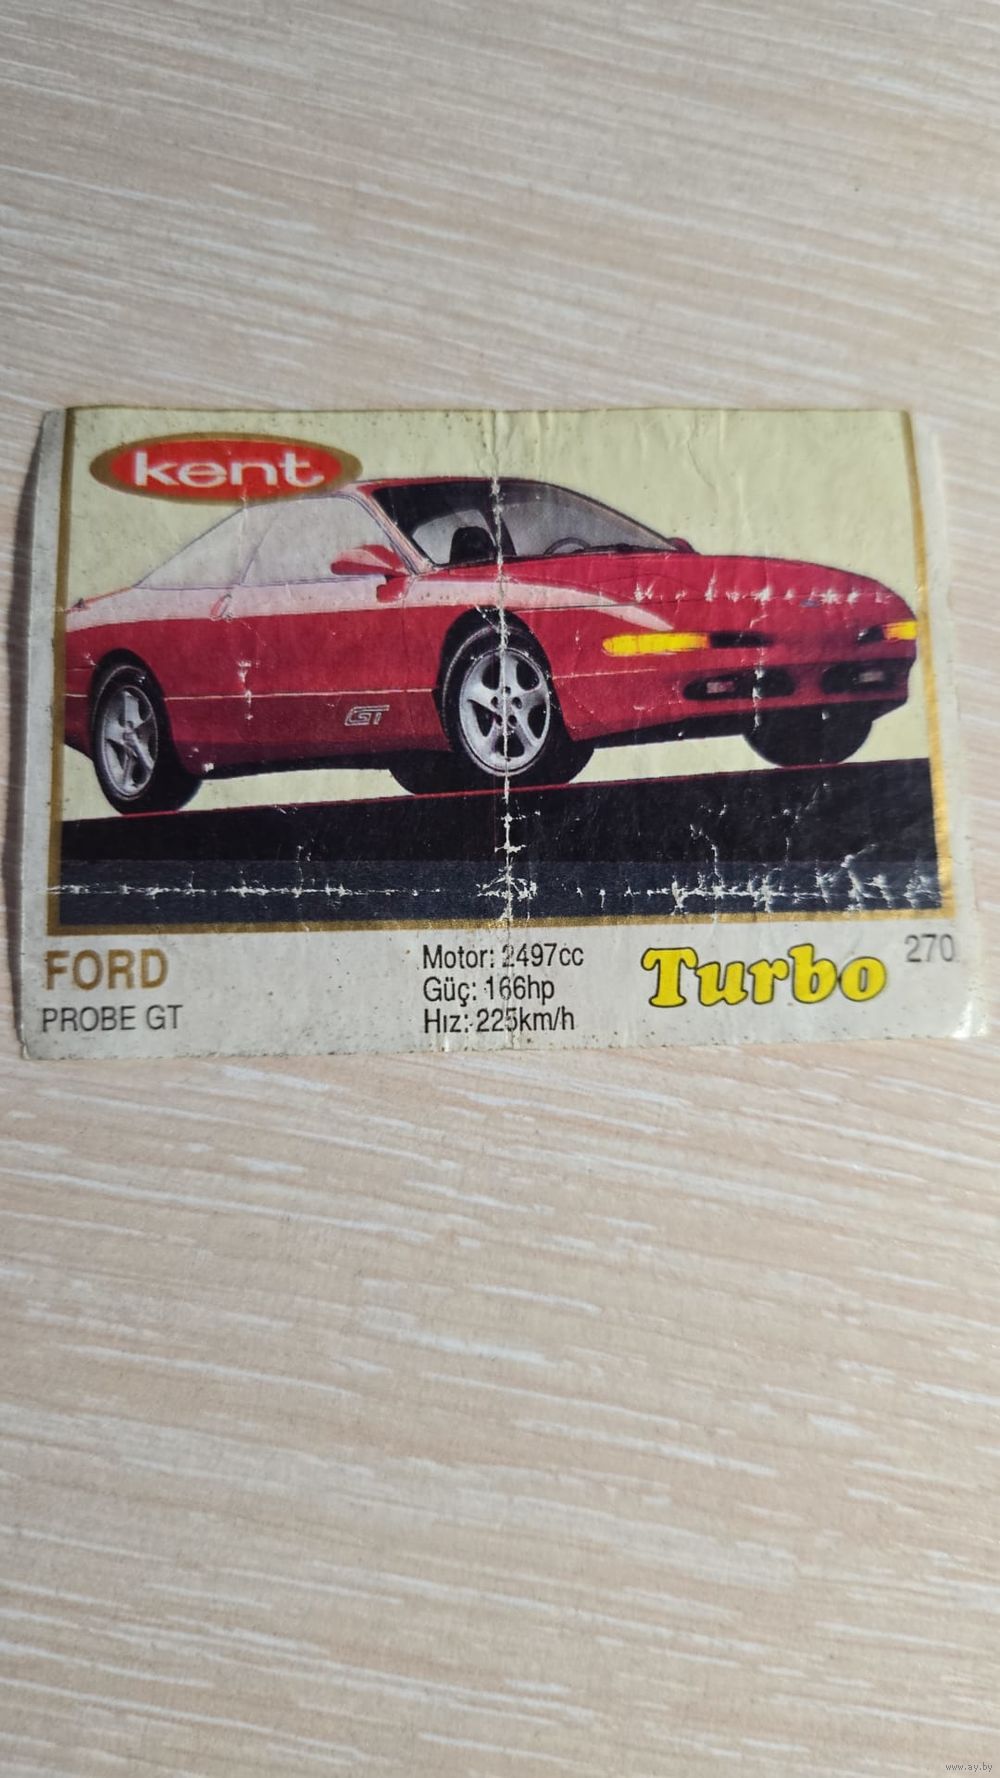 kent
GT
FORD
PROBE GT
Motor: 2497cc
Güç: 166hp
Hız: 225km/h
Turbo
270
www.ay.by